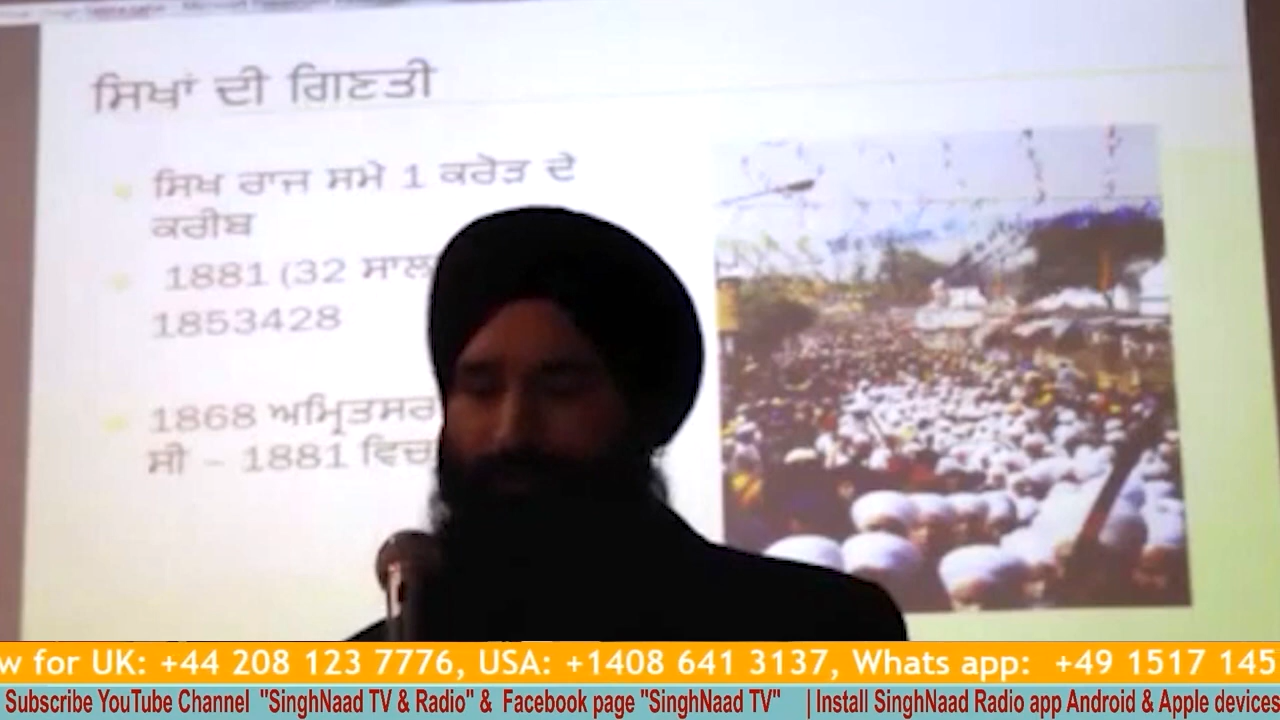 ਸਿਖਾਂ ਦੀ ਗਿਣਤੀ
ਸਿਖ ਰਾਜ ਸਮੇ 1 ਕਰੋੜ ਦੇ
ਕਰੀਬ
1881 (32 ਸਾਲ
1853428
1868 ਅਮ੍ਰਿਤਸਰ
ਸੀ – 1881 ਵਿਚ
w for UK: +44 208 123 7776, USA: +1408 641 3137, Whats app: +49 1517 145
Subscribe YouTube Channel "SinghNaad TV & Radio" & Facebook page "SinghNaad TV" | Install SinghNaad Radio app Android & Apple devices